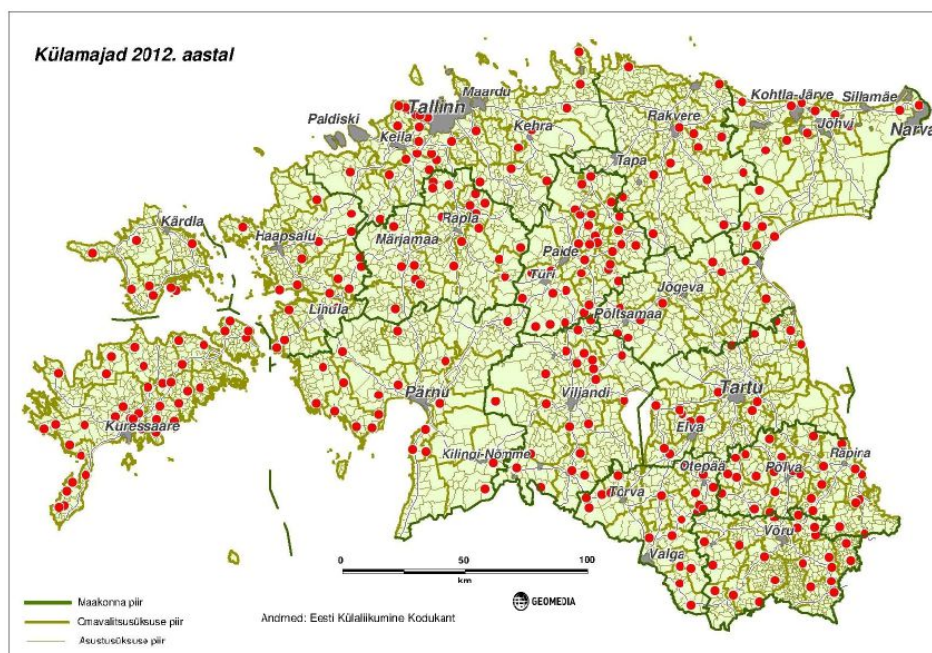 Külamajad 2012. aastal
Maardu
Tallinn
Paldiski
Keila
Kehra
Rakvere
Kohtla-Järve
Sillamäe
Jõhvi
Narva
Tapa
Kärdla
Haapsalu
Rapla
Märjamaa
Paide
Türi
Jõgeva
Lihula
Põltsamaa
Pärnu
Viljandi
Tartu
Kuressaare
Elva
Kilingi-Nõmme
Otepää
Põlva
Räpina
Tõrva
Võru
Valga
0 50 100
km
GEOMEDIA
Maakonna piir
Omavalitsusüksuse piir
Asustusüksuse piir
Andmed: Eesti Külaliikumine Kodukant